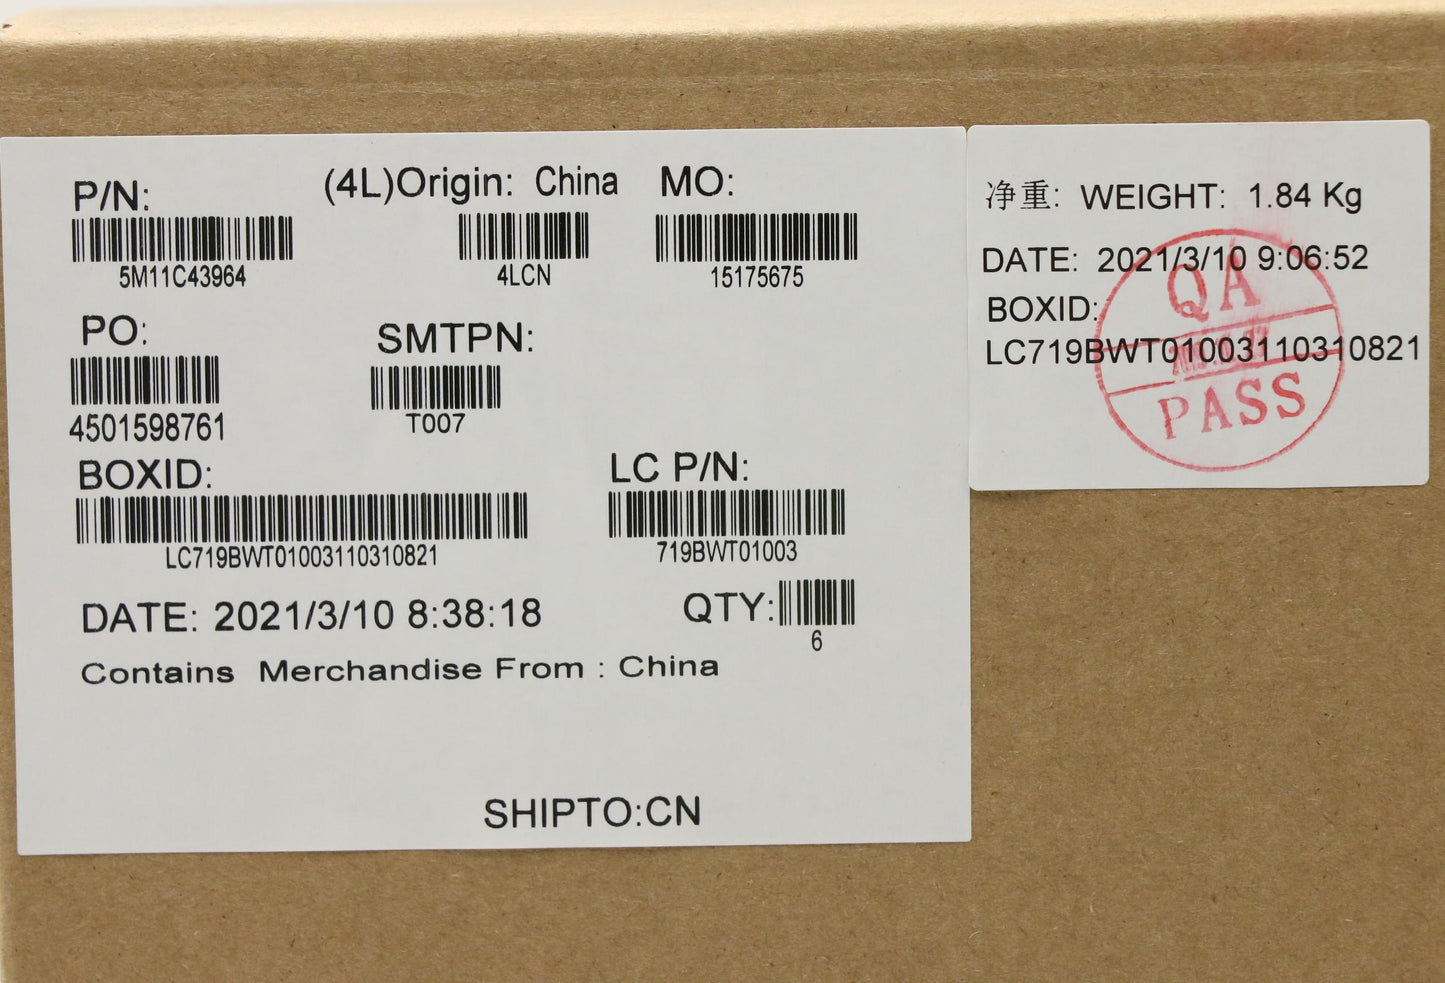 P/N:
5M11C43964
(4L)Origin: China
4LCN
MO:
15175675
PO:
4501598761
SMTPN:
T007
BOXID:
LC719BWT01003110310821
LC P/N:
719BWT01003
DATE: 2021/3/10 8:38:18
QTY:
6
Contains Merchandise From : China
SHIPTO:CN
净重: WEIGHT: 1.84 Kg
DATE: 2021/3/10 9:06:52
BOXID:
LC719BWT01003110310821
QA
PASS